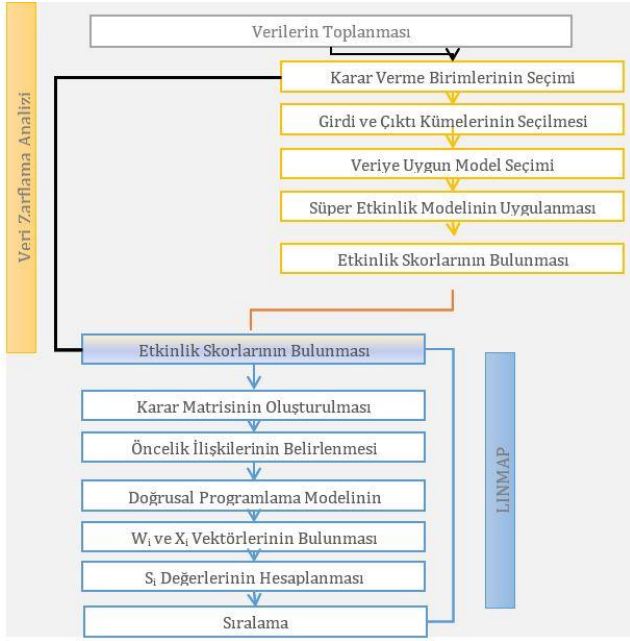 Verilerin Toplanması
Veri Zarflama Analizi
Karar Verme Birimlerinin Seçimi
Girdi ve Çıktı Kümelerinin Seçilmesi
Veriye Uygun Model Seçimi
Süper Etkinlik Modelinin Uygulanması
Etkinlik Skorlarının Bulunması
Etkinlik Skorlarının Bulunması
Karar Matrisinin Oluşturulması
Öncelik İlişkilerinin Belirlenmesi
Doğrusal Programlama Modelinin
Wᵢ ve Xᵢ Vektörlerinin Bulunması
Sᵢ Değerlerinin Hesaplanması
Sıralama
LINMAP